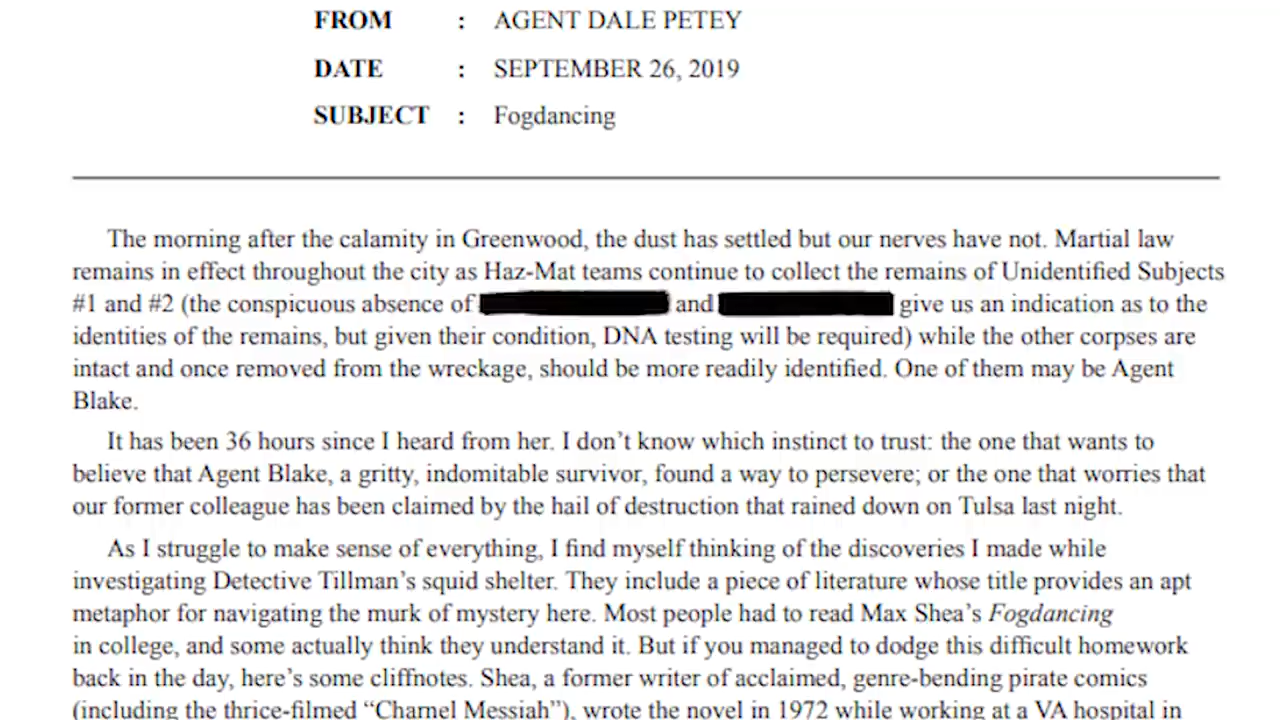 FROM : AGENT DALE PETEY
DATE : SEPTEMBER 26, 2019
SUBJECT : Fogdancing
The morning after the calamity in Greenwood, the dust has settled but our nerves have not. Martial law
remains in effect throughout the city as Haz-Mat teams continue to collect the remains of Unidentified Subjects
#1 and #2 (the conspicuous absence of and give us an indication as to the
identities of the remains, but given their condition, DNA testing will be required) while the other corpses are
intact and once removed from the wreckage, should be more readily identified. One of them may be Agent
Blake.
It has been 36 hours since I heard from her. I don’t know which instinct to trust: the one that wants to
believe that Agent Blake, a gritty, indomitable survivor, found a way to persevere; or the one that worries that
our former colleague has been claimed by the hail of destruction that rained down on Tulsa last night.
As I struggle to make sense of everything, I find myself thinking of the discoveries I made while
investigating Detective Tillman’s squid shelter. They include a piece of literature whose title provides an apt
metaphor for navigating the murk of mystery here. Most people had to read Max Shea’s Fogdancing
in college, and some actually think they understand it. But if you managed to dodge this difficult homework
back in the day, here’s some cliffnotes. Shea, a former writer of acclaimed, genre-bending pirate comics
(including the thrice-filmed “Charnel Messiah”), wrote the novel in 1972 while working at a VA hospital in